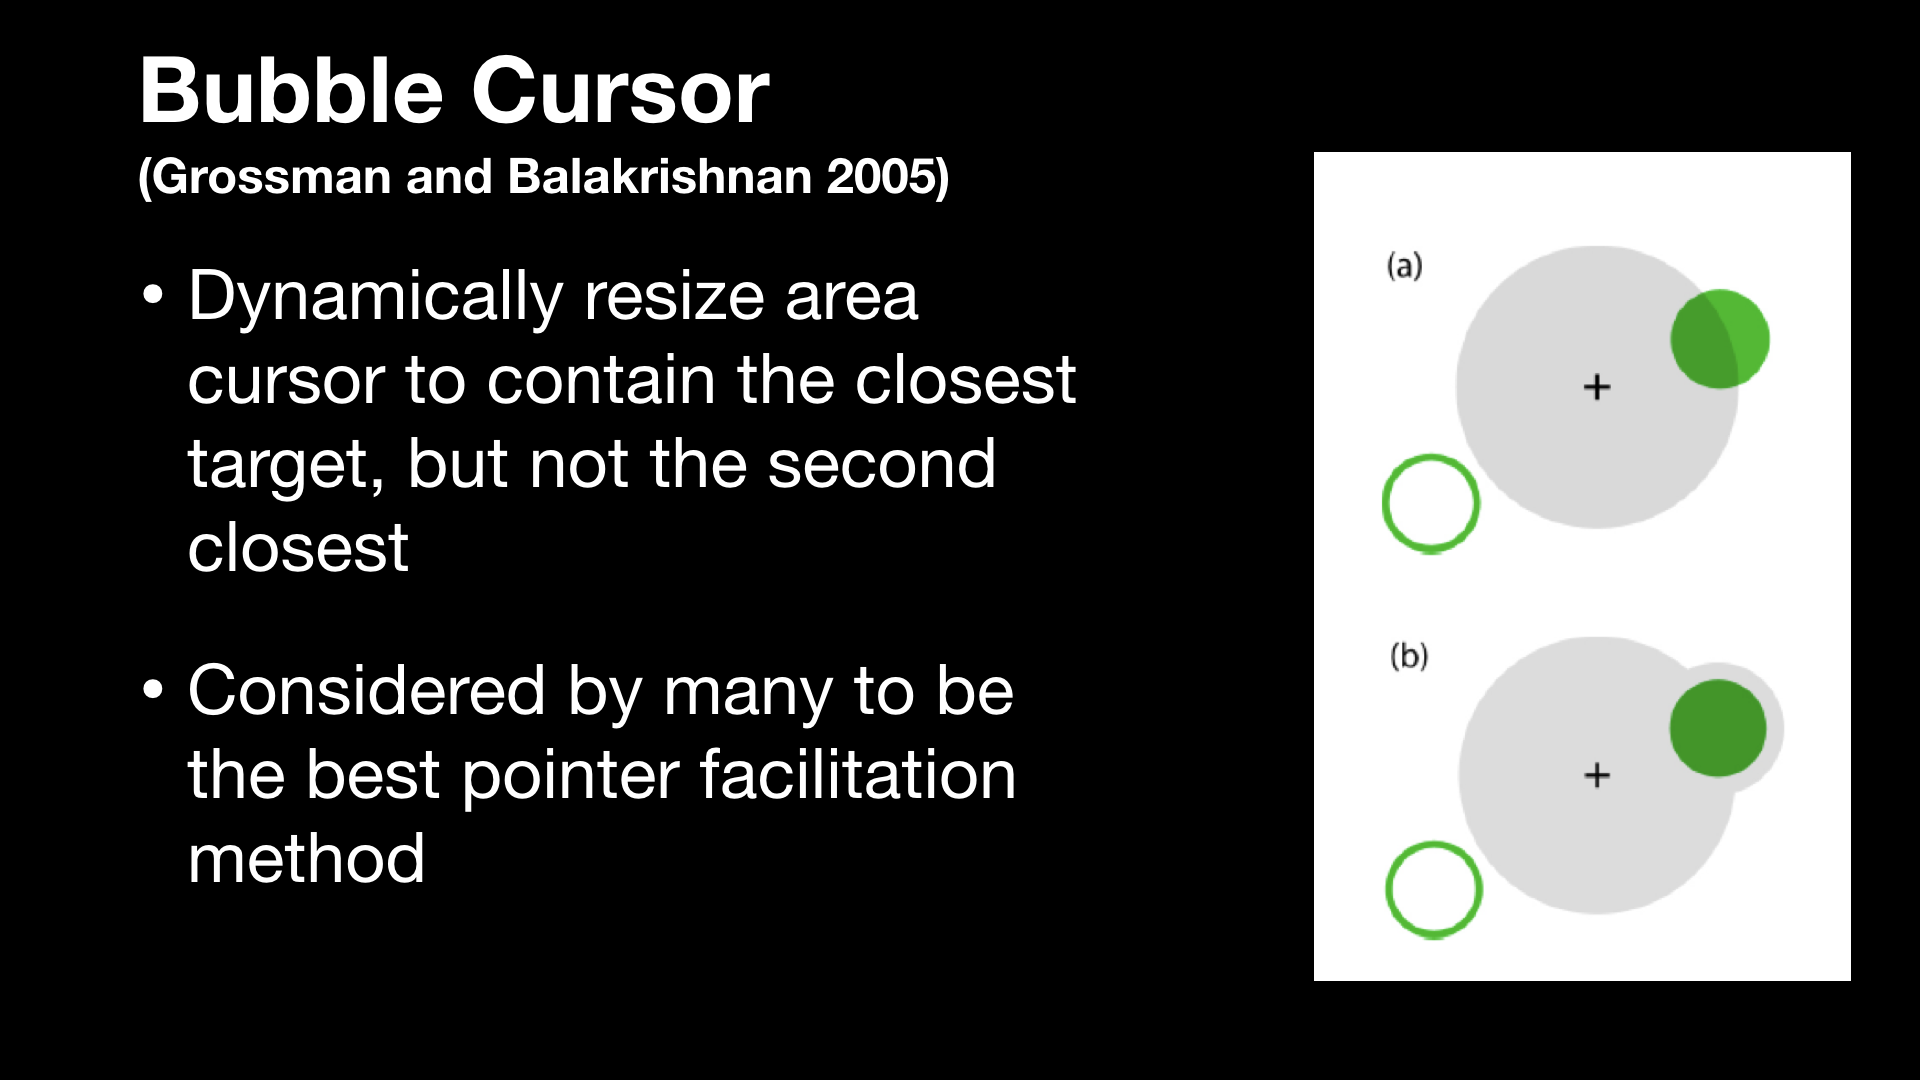 Bubble Cursor
(Grossman and Balakrishnan 2005)
• Dynamically resize area
cursor to contain the closest
target, but not the second
closest
• Considered by many to be
the best pointer facilitation
method
(a)
(b)